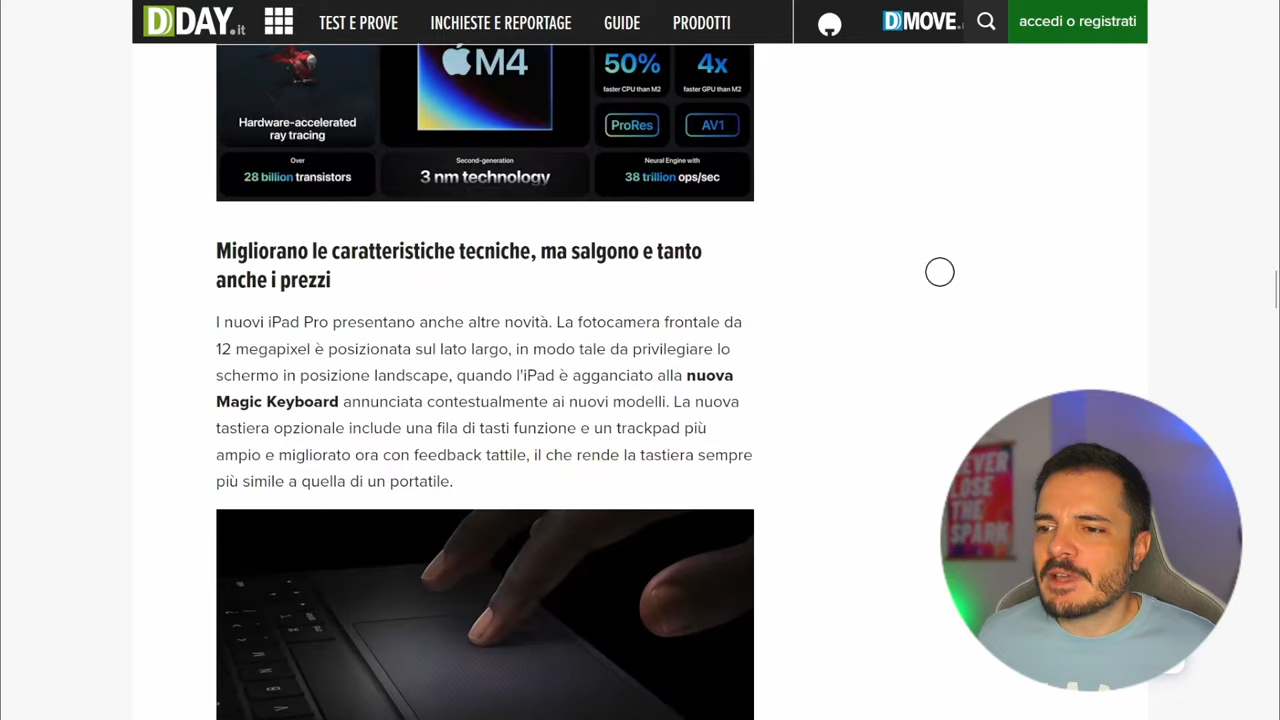 DDAY.it
TEST E PROVE
INCHIESTE E REPORTAGE
GUIDE
PRODOTTI
DMOVE.
accedi o registrati
Hardware-accelerated
ray tracing
M4
50%
faster CPU than M2
4x
faster GPU than M2
ProRes
AV1
Over
28 billion transistors
Second-generation
3 nm technology
Neural Engine with
38 trillion ops/sec
Migliorano le caratteristiche tecniche, ma salgono e tanto
anche i prezzi
I nuovi iPad Pro presentano anche altre novità. La fotocamera frontale da
12 megapixel è posizionata sul lato largo, in modo tale da privilegiare lo
schermo in posizione landscape, quando l'iPad è agganciato alla nuova
Magic Keyboard annunciata contestualmente ai nuovi modelli. La nuova
tastiera opzionale include una fila di tasti funzione e un trackpad più
ampio e migliorato ora con feedback tattile, il che rende la tastiera sempre
più simile a quella di un portatile.
LOSE
THE
SPARK